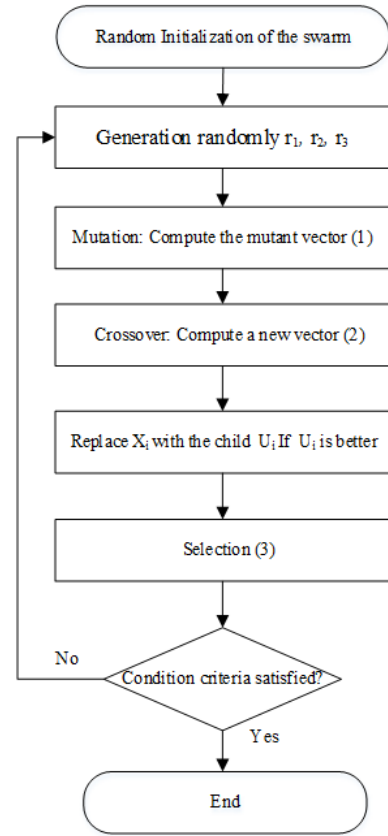 Random Initialization of the swarm
Generation randomly r₁, r₂, r₃
Mutation: Compute the mutant vector (1)
Crossover: Compute a new vector (2)
Replace Xᵢ with the child Uᵢ If Uᵢ is better
Selection (3)
Condition criteria satisfied?
No
Yes
End